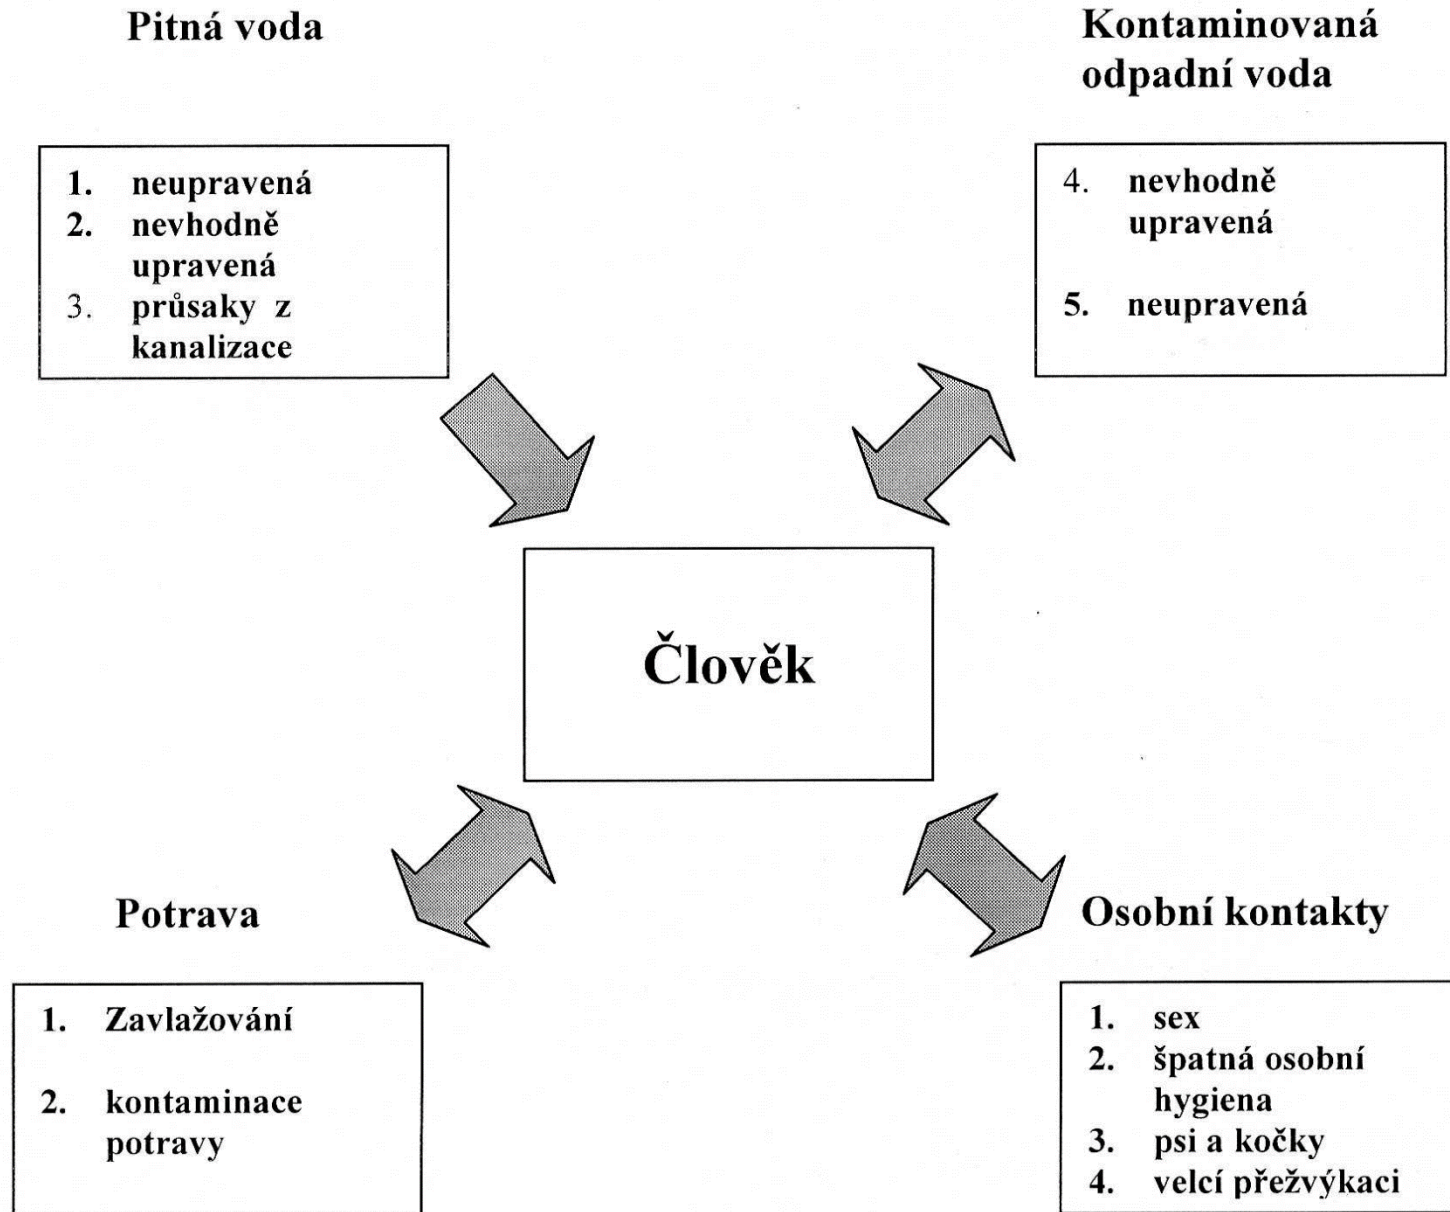 Pitná voda
1. neupravená
2. nevhodně
upravená
3. průsaky z
kanalizace
Kontaminovaná
odpadní voda
4. nevhodně
upravená
5. neupravená
Člověk
Potrava
1. Zavlažování
2. kontaminace
potravy
Osobní kontakty
1. sex
2. špatná osobní
hygiena
3. psi a kočky
4. velcí přežvýkaci